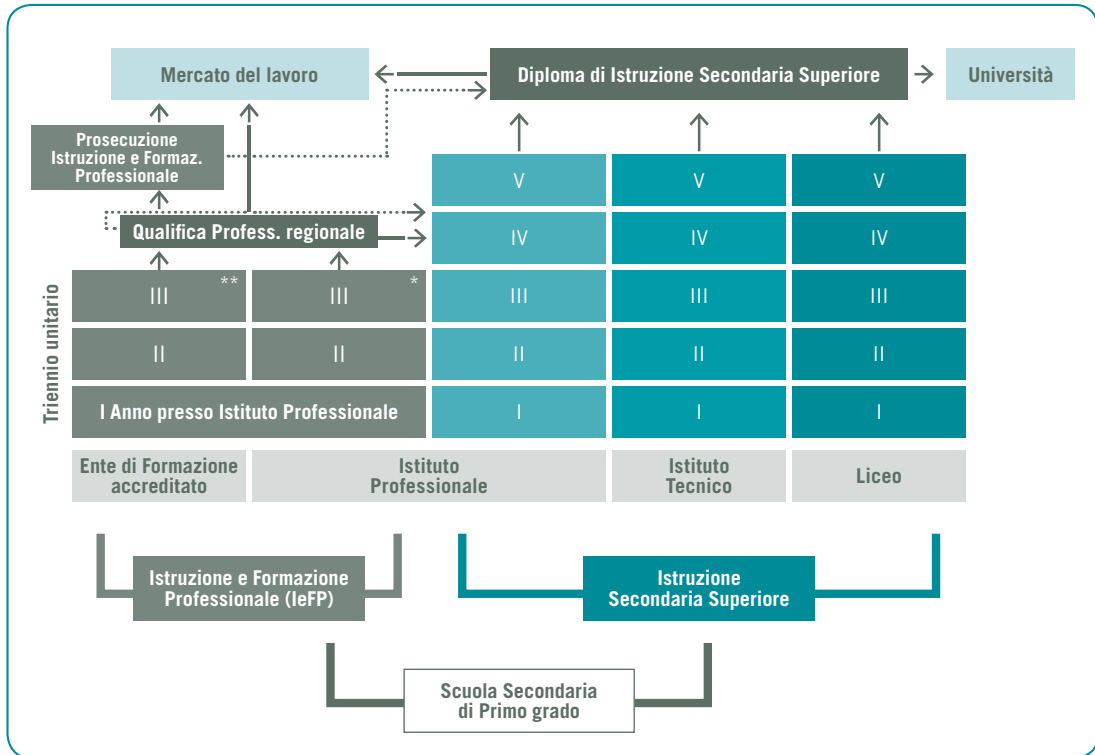 Mercato del lavoro
Diploma di Istruzione Secondaria Superiore
Università
Prosecuzione
Istruzione e Formaz.
Professionale
Qualifica Profess. regionale
V V V
IV IV IV
III ** III * III III III
II II II II II
I Anno presso Istituto Professionale I I I
Triennio unitario
Ente di Formazione
accreditato
Istituto
Professionale
Istituto
Tecnico
Liceo
Istruzione e Formazione
Professionale (IeFP)
Istruzione
Secondaria Superiore
Scuola Secondaria
di Primo grado